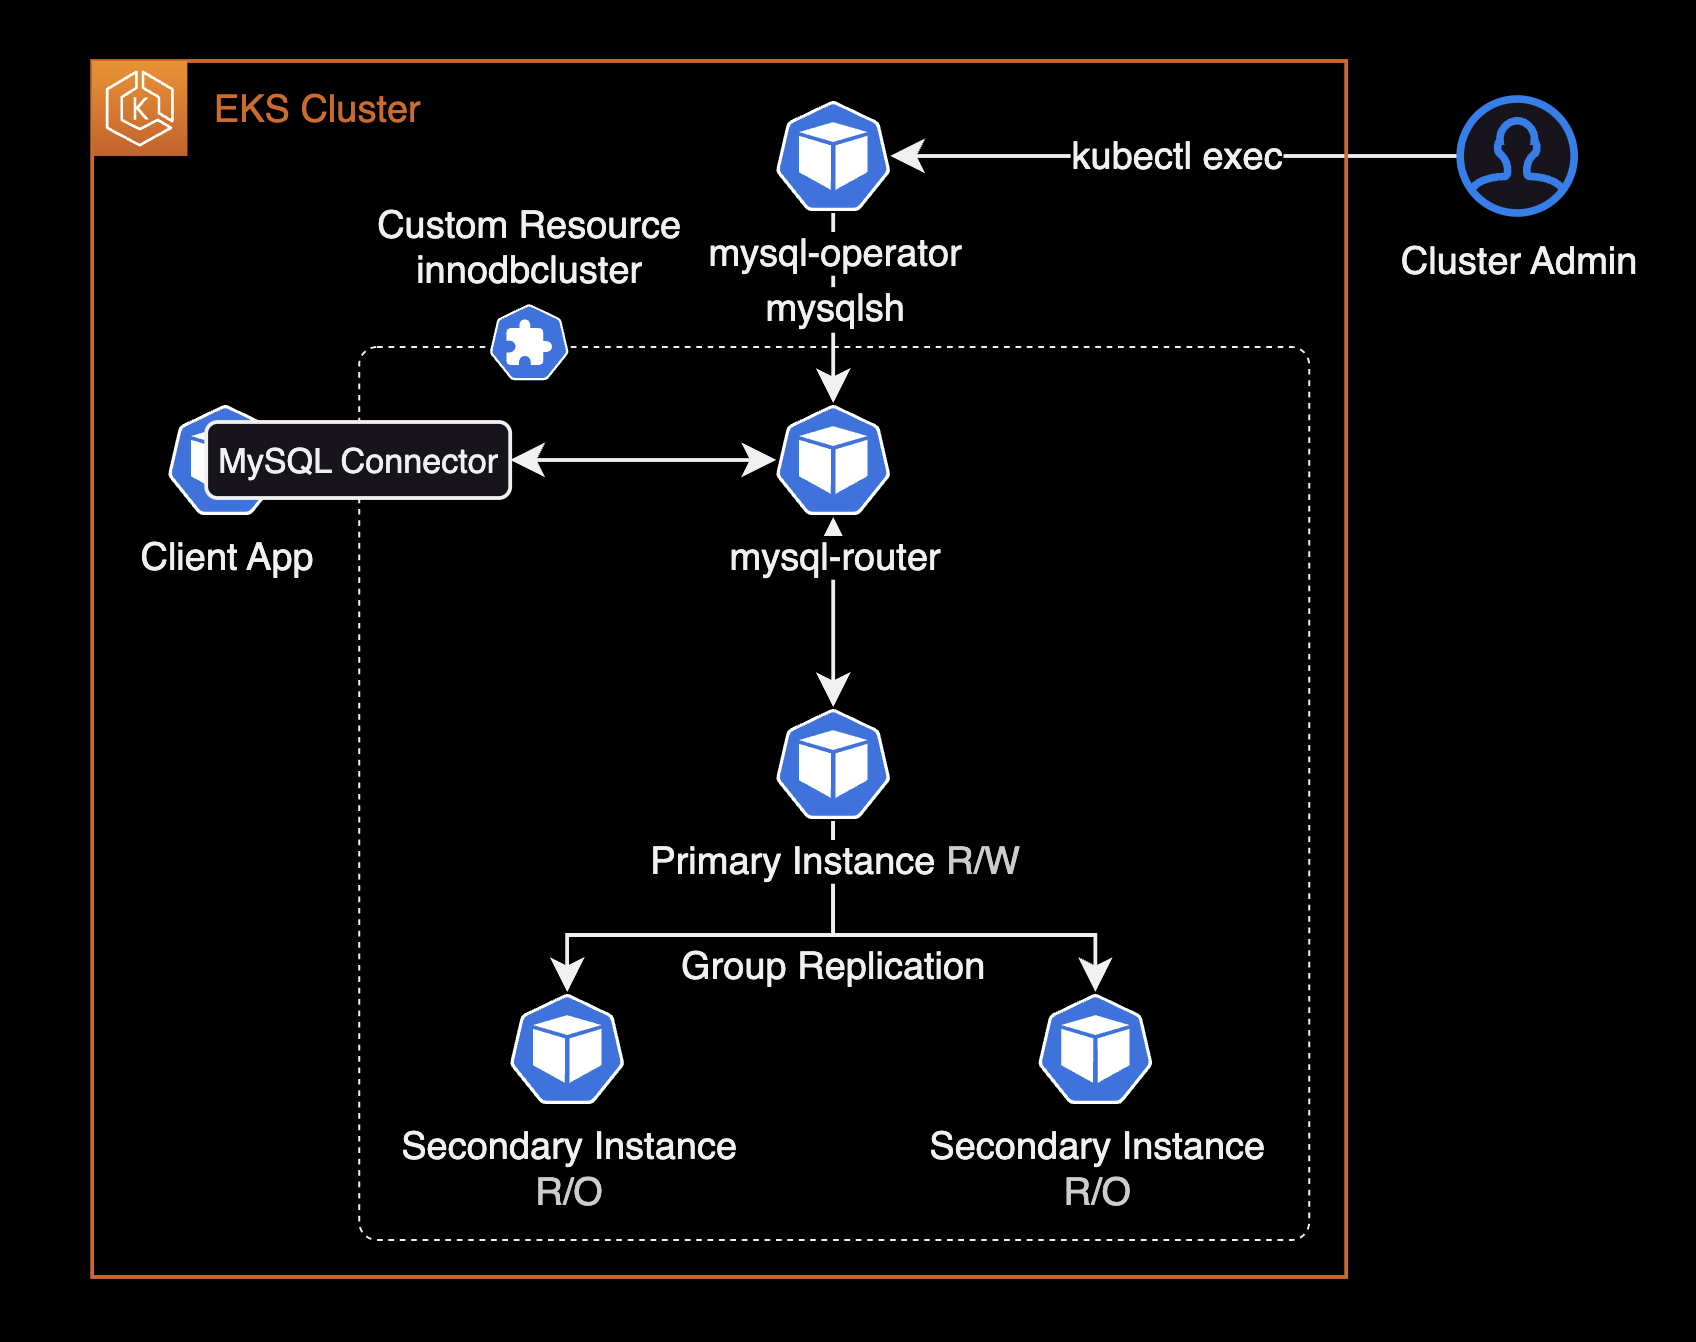 K
EKS Cluster
kubectl exec
Custom Resource
innodbcluster
mysql-operator
mysqlsh
Cluster Admin
MySQL Connector
Client App
mysql-router
Primary Instance R/W
Group Replication
Secondary Instance
R/O
Secondary Instance
R/O